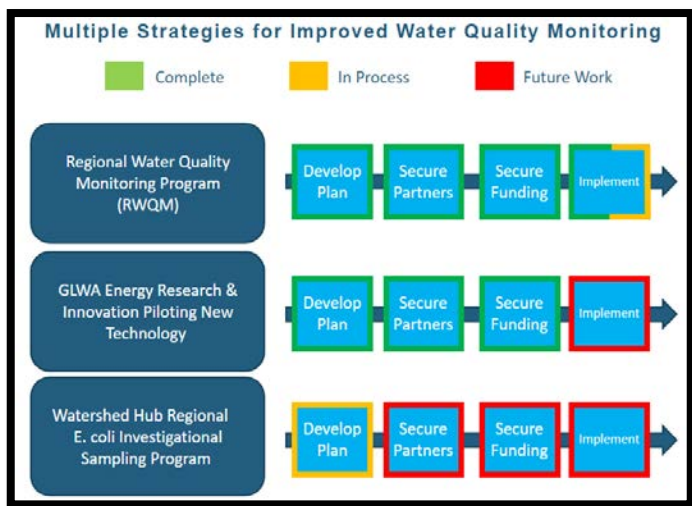 Multiple Strategies for Improved Water Quality Monitoring
Complete
In Process
Future Work
Regional Water Quality
Monitoring Program
(RWQM)
Develop
Plan
Secure
Partners
Secure
Funding
Implement
GLWA Energy Research &
Innovation Piloting New
Technology
Develop
Plan
Secure
Partners
Secure
Funding
Implement
Watershed Hub Regional
E. coli Investigational
Sampling Program
Develop
Plan
Secure
Partners
Secure
Funding
Implement